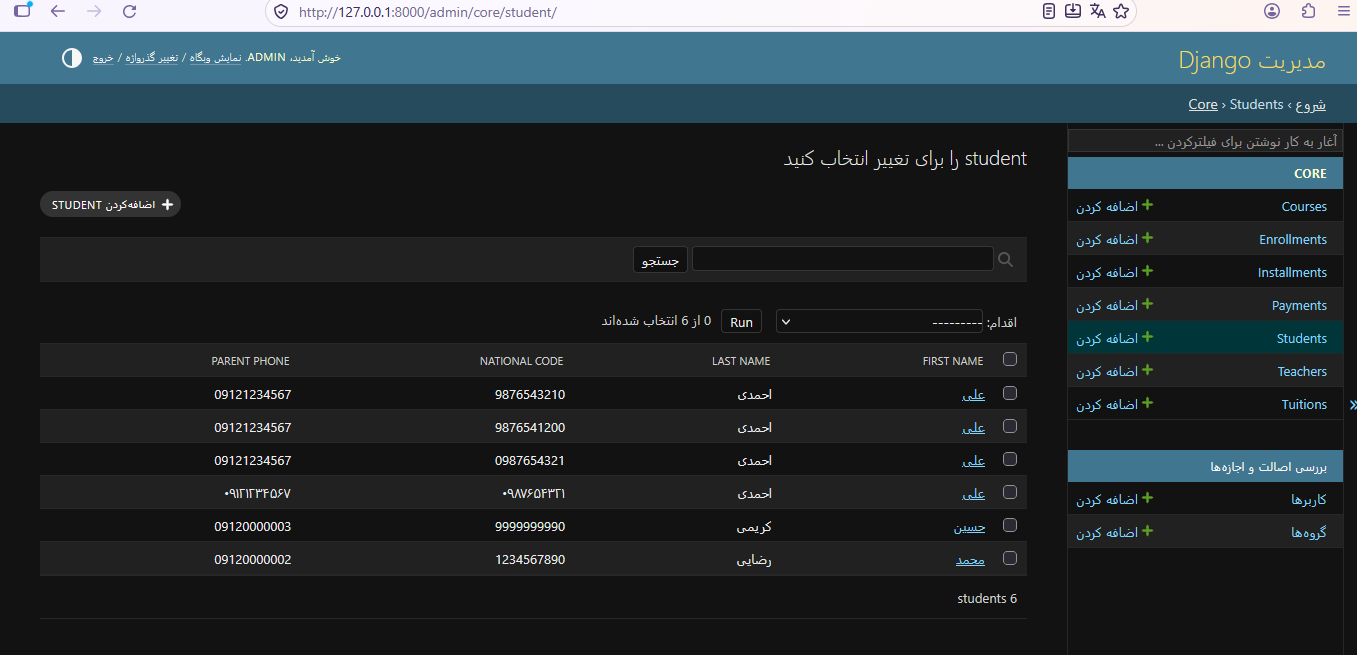 http://127.0.0.1:8000/admin/core/student/
مدیریت Django
خوش آمدید، ADMIN. نمایش وبگاه / تغییر گذرواژه / خروج
شروع › Core › Students
آغار به کار نوشتن برای فیلترکردن ...
CORE
Courses اضافه کردن
Enrollments اضافه کردن
Installments اضافه کردن
Payments اضافه کردن
Students اضافه کردن
Teachers اضافه کردن
Tuitions اضافه کردن
بررسی اصالت و اجازه‌ها
کاربرها اضافه کردن
گروه‌ها اضافه کردن
»
student را برای تغییر انتخاب کنید
اضافه‌کردن STUDENT
جستجو
اقدام: --------- Run 0 از 6 انتخاب شده‌اند
FIRST NAME LAST NAME NATIONAL CODE PARENT PHONE
علی احمدی 9876543210 09121234567
علی احمدی 9876541200 09121234567
علی احمدی 0987654321 09121234567
علی احمدی ۰۹۸۷۶۵۴۳۲۱ ۰۹۱۲۱۲۳۴۵۶۷
حسین کریمی 9999999990 09120000003
محمد رضایی 1234567890 09120000002
6 students